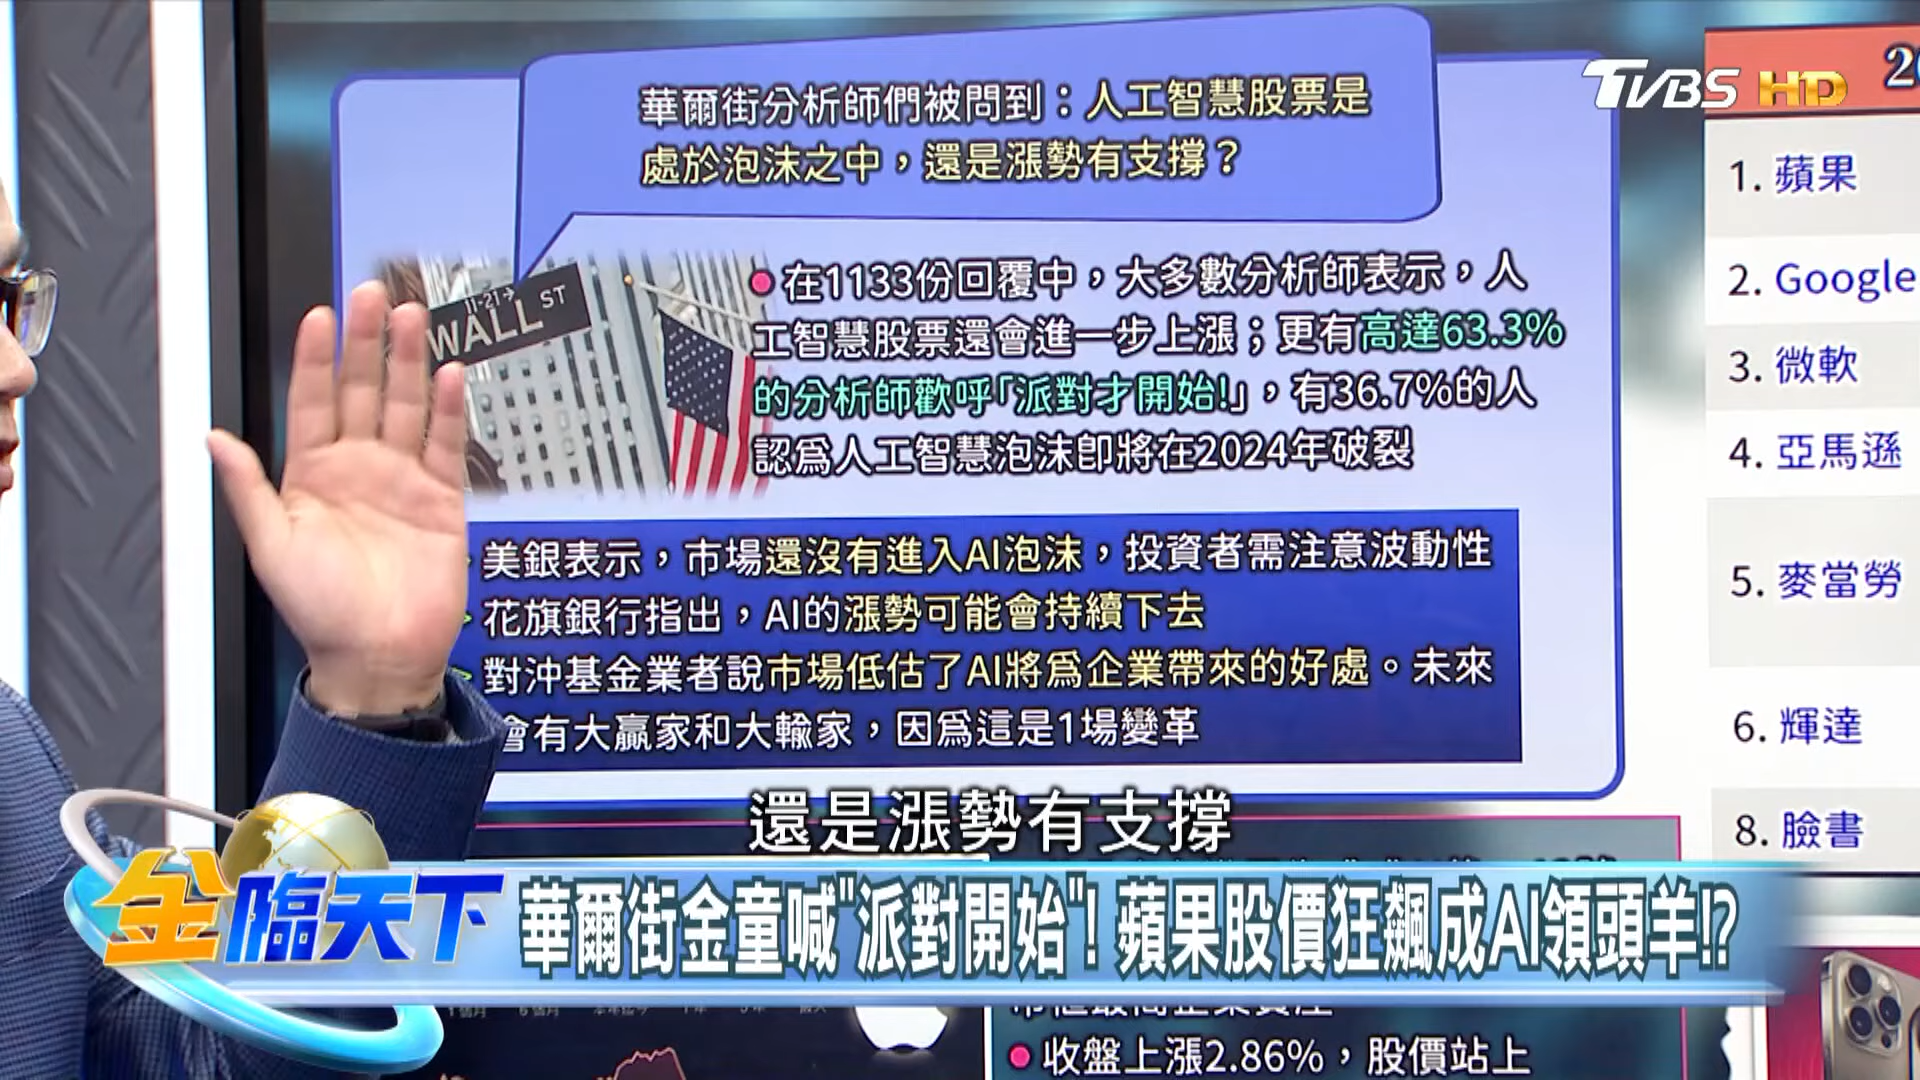 華爾街分析師們被問到：人工智慧股票是
處於泡沫之中，還是漲勢有支撐？
TVBS HD
11-21→
WALL ST
在1133份回覆中，大多數分析師表示，人
工智慧股票還會進一步上漲；更有高達63.3%
的分析師歡呼「派對才開始!」，有36.7%的人
認為人工智慧泡沫即將在2024年破裂
美銀表示，市場還沒有進入AI泡沫，投資者需注意波動性
花旗銀行指出，AI的漲勢可能會持續下去
對沖基金業者說市場低估了AI將為企業帶來的好處。未來
會有大贏家和大輸家，因為這是1場變革
1. 蘋果
2. Google
3. 微軟
4. 亞馬遜
5. 麥當勞
6. 輝達
8. 臉書
還是漲勢有支撐
金臨天下
華爾街金童喊"派對開始"! 蘋果股價狂飆成AI領頭羊!?
收盤上漲2.86%，股價站上